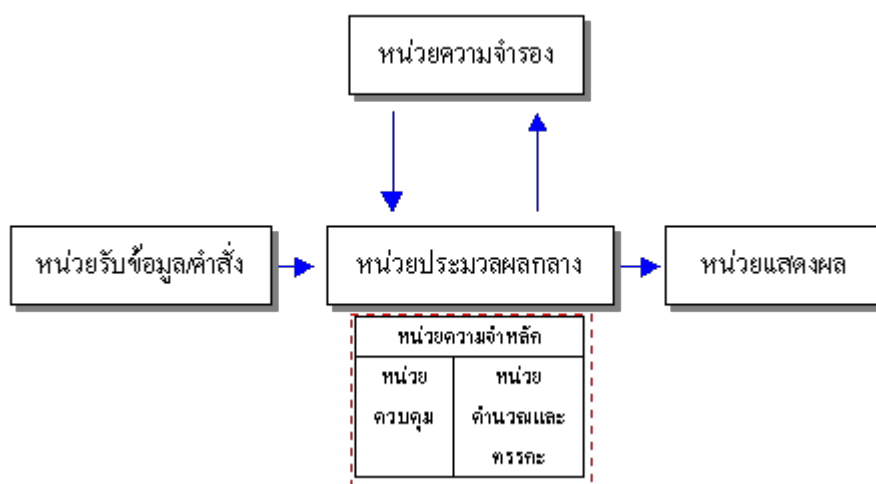 หน่วยความจำรอง
หน่วยรับข้อมูล/คำสั่ง
หน่วยประมวลผลกลาง
หน่วยแสดงผล
หน่วยความจำหลัก
หน่วย
ควบคุม
หน่วย
คำนวณและ
ตรรกะ